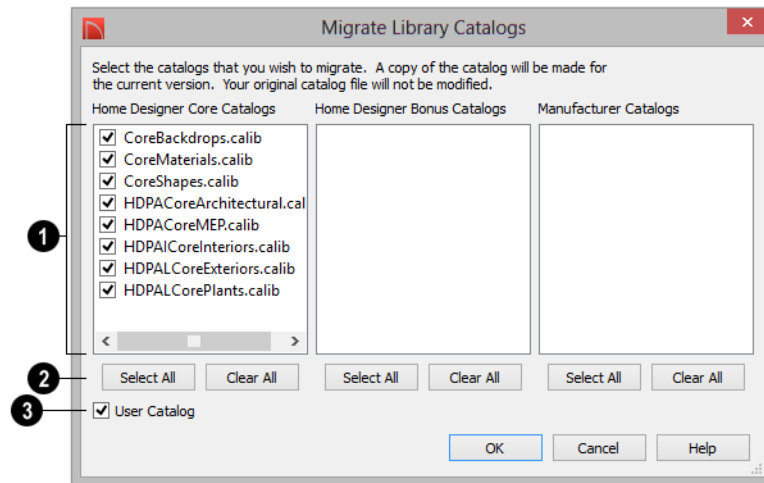 Migrate Library Catalogs
Select the catalogs that you wish to migrate. A copy of the catalog will be made for
the current version. Your original catalog file will not be modified.
Home Designer Core Catalogs
Home Designer Bonus Catalogs
Manufacturer Catalogs
1
CoreBackdrops.calib
CoreMaterials.calib
CoreShapes.calib
HDPACoreArchitectural.cal
HDPACoreMEP.calib
HDPAICoreInteriors.calib
HDPALCoreExteriors.calib
HDPALCorePlants.calib
2
Select All
Clear All
Select All
Clear All
Select All
Clear All
3
User Catalog
OK
Cancel
Help